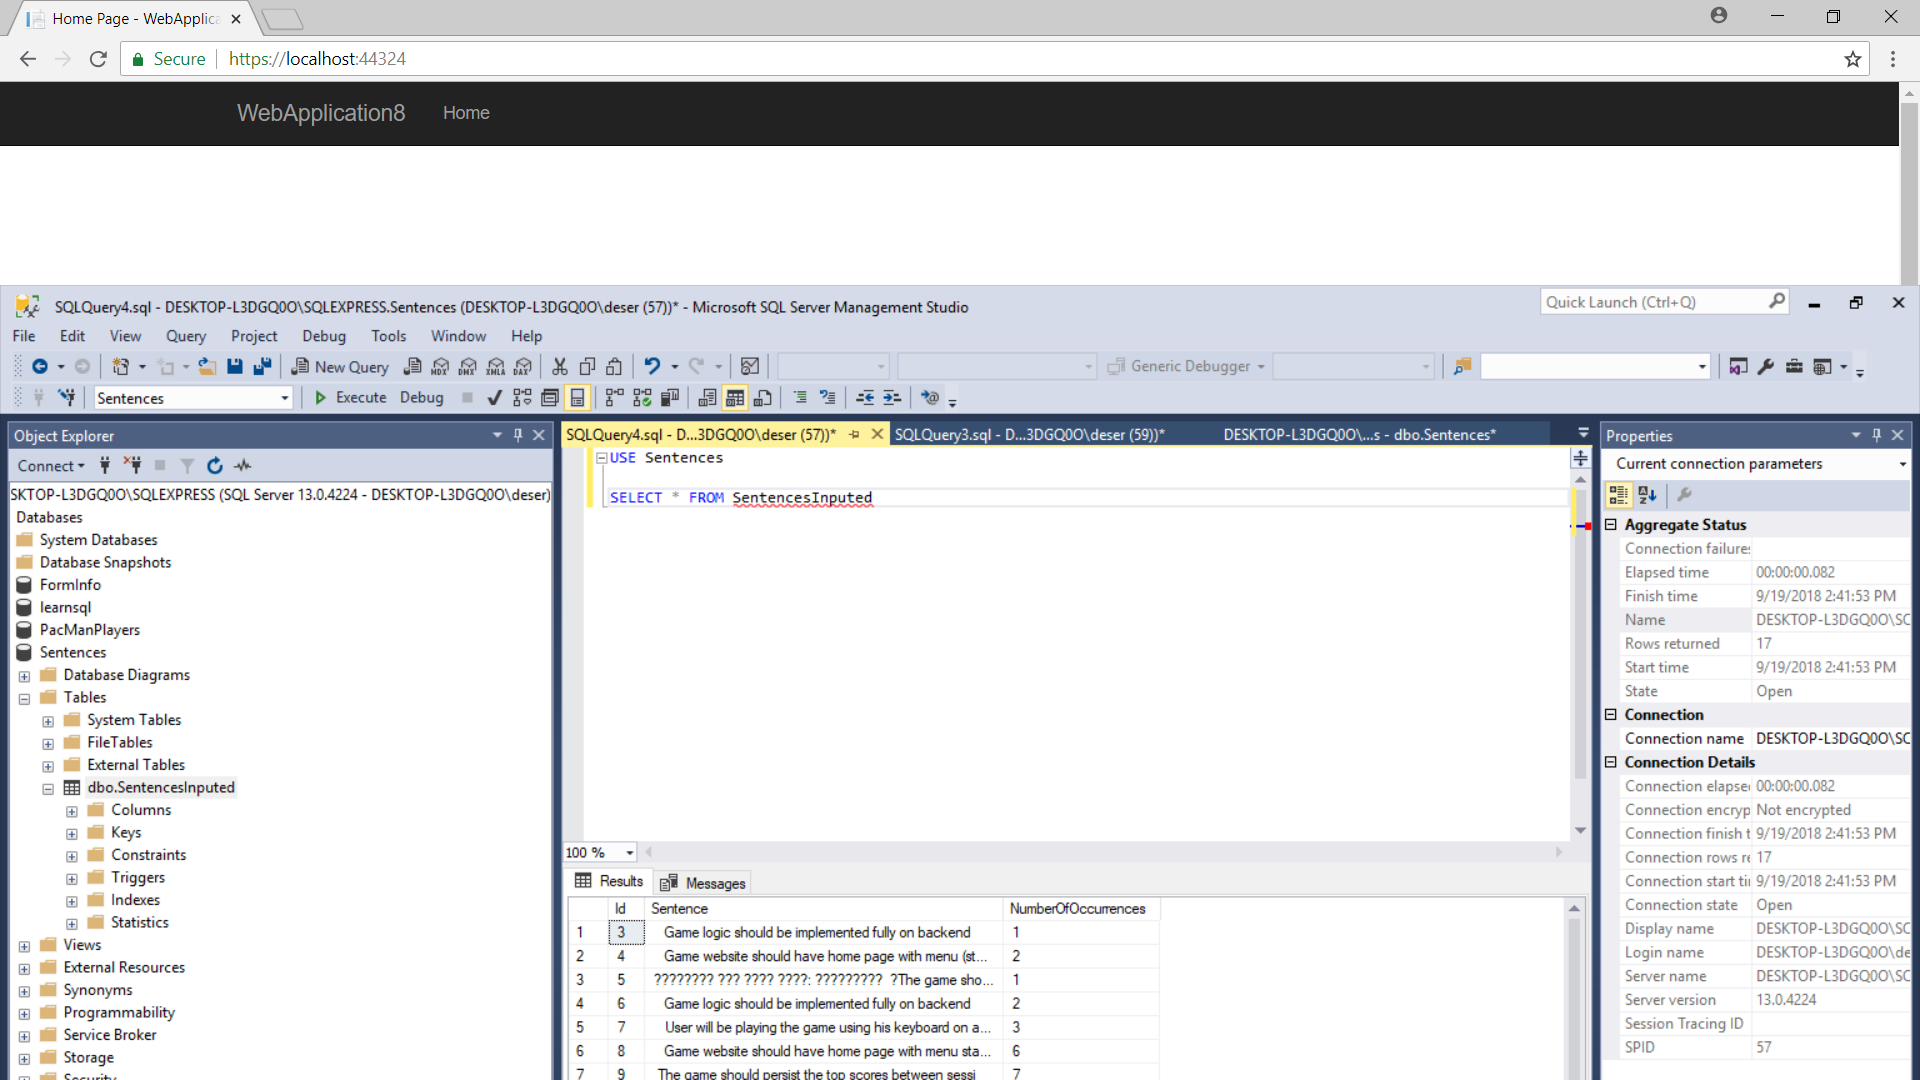 Home Page - WebApplica
Secure https://localhost:44324
WebApplication8 Home
SQLQuery4.sql - DESKTOP-L3DGQ0O\SQLEXPRESS.Sentences (DESKTOP-L3DGQ0O\deser (57))* - Microsoft SQL Server Management Studio
Quick Launch (Ctrl+Q)
File Edit View Query Project Debug Tools Window Help
New Query MDX DMX XMLA DAX Generic Debugger
Sentences Execute Debug
Object Explorer
Connect
SKTOP-L3DGQ0O\SQLEXPRESS (SQL Server 13.0.4224 - DESKTOP-L3DGQ0O\deser)
Databases
System Databases
Database Snapshots
FormInfo
learnsql
PacManPlayers
Sentences
Database Diagrams
Tables
System Tables
FileTables
External Tables
dbo.SentencesInputed
Columns
Keys
Constraints
Triggers
Indexes
Statistics
Views
External Resources
Synonyms
Programmability
Service Broker
Storage
Security
SQLQuery4.sql - D...3DGQ0O\deser (57))* SQLQuery3.sql - D...3DGQ0O\deser (59))* DESKTOP-L3DGQ0O\...s - dbo.Sentences*
USE Sentences
SELECT * FROM SentencesInputed
100 %
Results Messages
Id Sentence NumberOfOccurrences
1 3 Game logic should be implemented fully on backend 1
2 4 Game website should have home page with menu (st... 2
3 5 ???????? ??? ???? ????: ????????? ?The game sho... 1
4 6 Game logic should be implemented fully on backend 2
5 7 User will be playing the game using his keyboard on a... 3
6 8 Game website should have home page with menu sta... 6
7 9 The game should persist the top scores between sessi 7
Properties
Current connection parameters
Aggregate Status
Connection failures
Elapsed time 00:00:00.082
Finish time 9/19/2018 2:41:53 PM
Name DESKTOP-L3DGQ0O\SC
Rows returned 17
Start time 9/19/2018 2:41:53 PM
State Open
Connection
Connection name DESKTOP-L3DGQ0O\SC
Connection Details
Connection elapse 00:00:00.082
Connection encryp Not encrypted
Connection finish t 9/19/2018 2:41:53 PM
Connection rows re 17
Connection start ti 9/19/2018 2:41:53 PM
Connection state Open
Display name DESKTOP-L3DGQ0O\SC
Login name DESKTOP-L3DGQ0O\de
Server name DESKTOP-L3DGQ0O\SC
Server version 13.0.4224
Session Tracing ID
SPID 57